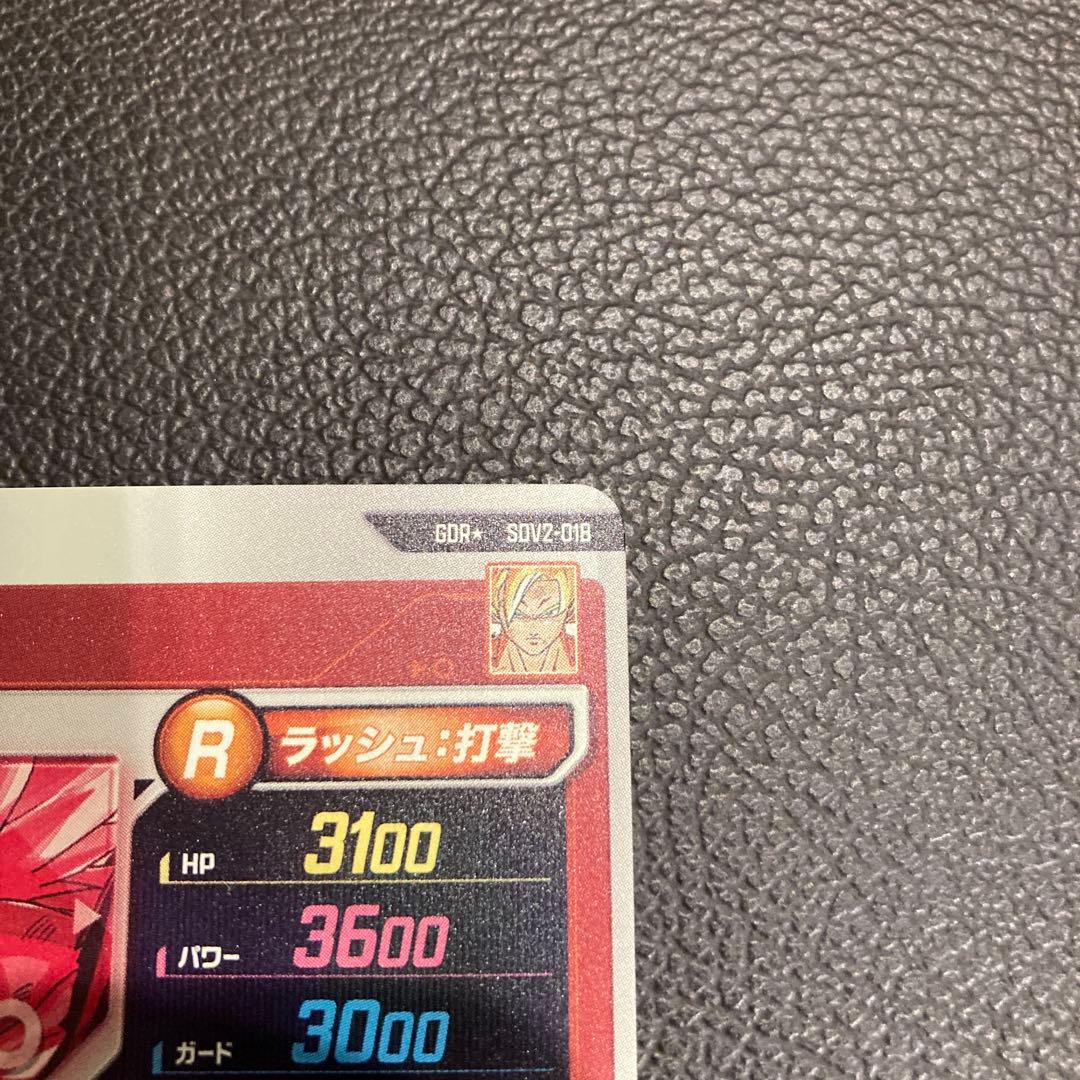 GDR★ SDV2-018
R ラッシュ:打撃
HP 3100
パワー 3600
ガード 3000